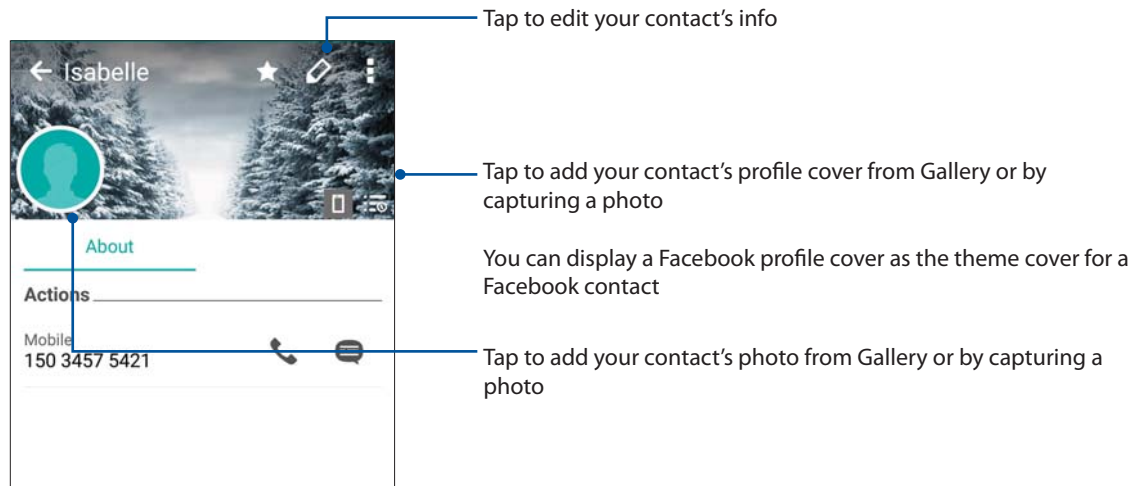 Tap to edit your contact’s info
Isabelle
Tap to add your contact’s profile cover from Gallery or by
capturing a photo
You can display a Facebook profile cover as the theme cover for a
Facebook contact
About
Actions
Mobile
150 3457 5421
Tap to add your contact’s photo from Gallery or by capturing a
photo